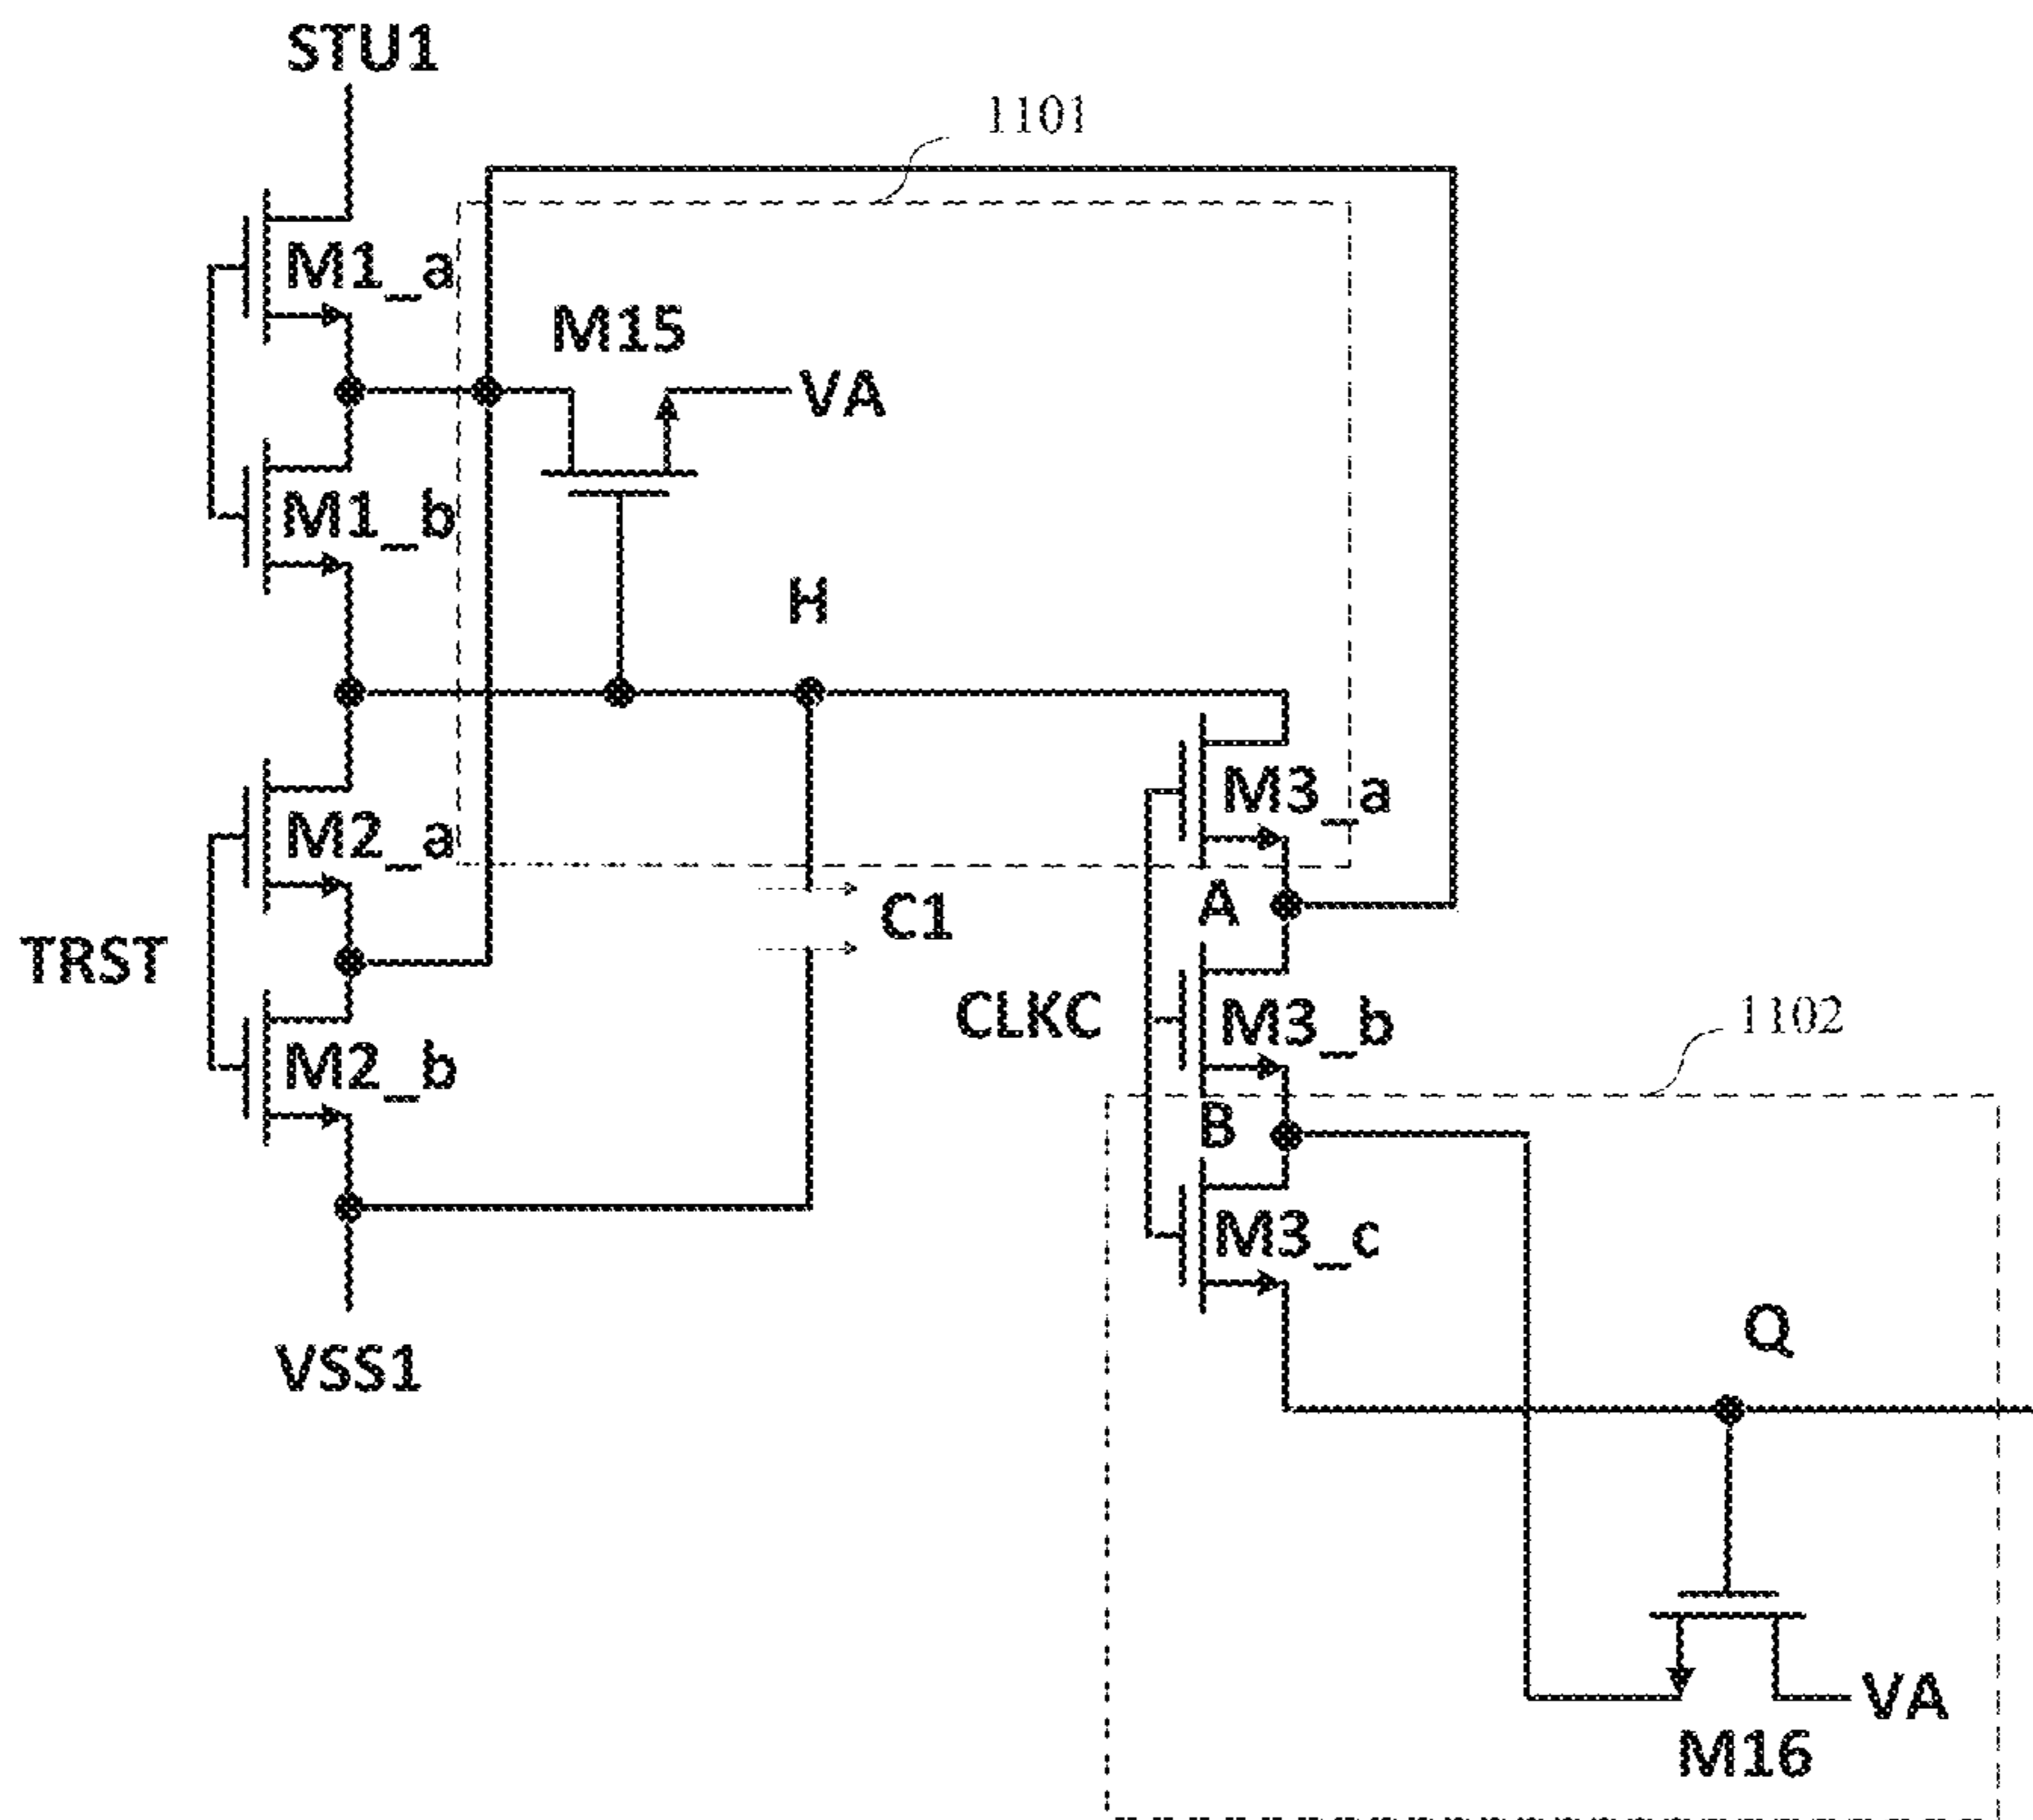 STU1
1101
M1_a
M15
VA
M1_b
H
M3_a
M2_a
A
C1
TRST
CLKC
M3_b
1102
M2_b
B
M3_c
Q
VSS1
VA
M16